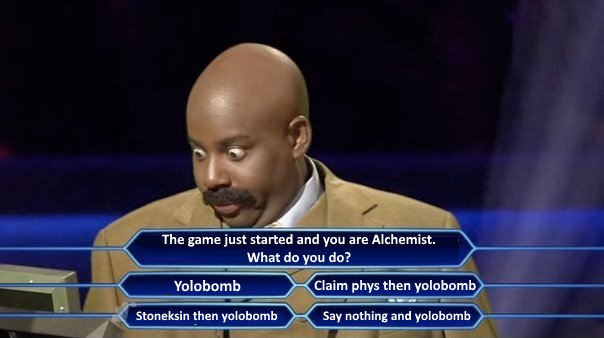 The game just started and you are Alchemist.
What do you do?
Yolobomb
Claim phys then yolobomb
Stoneksin then yolobomb
Say nothing and yolobomb